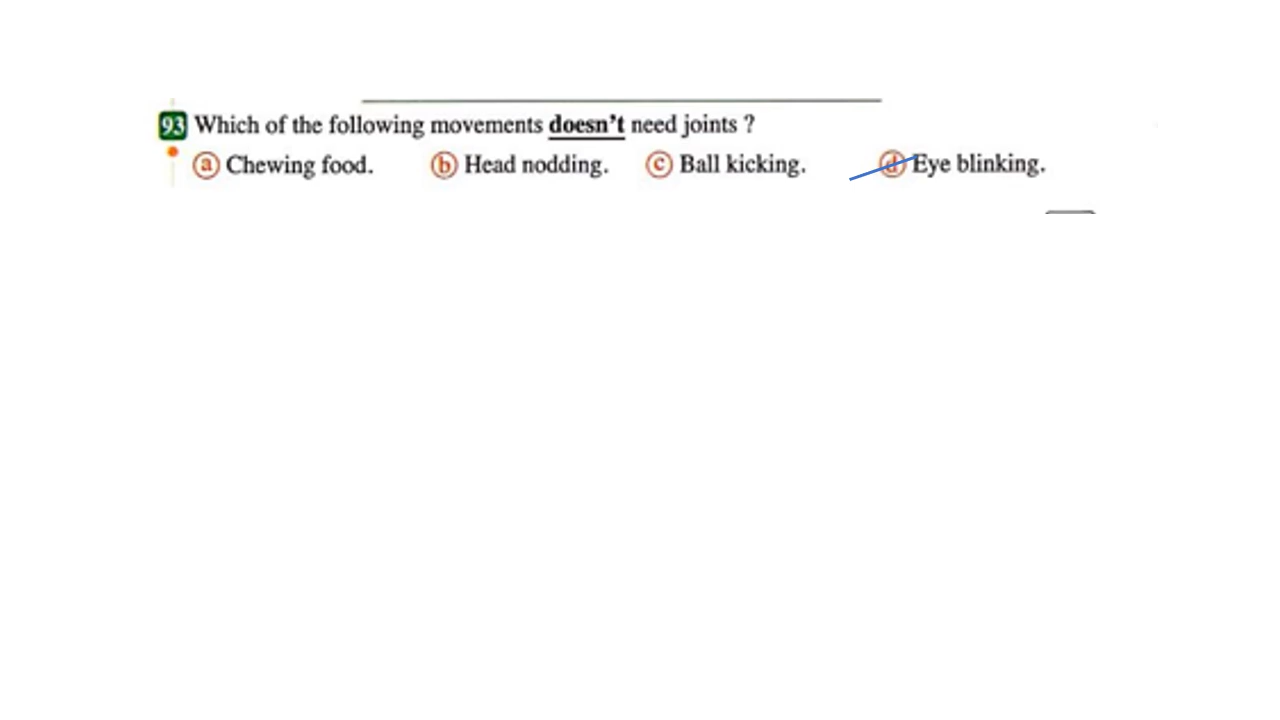 93 Which of the following movements doesn't need joints ?
a Chewing food. b Head nodding. c Ball kicking. d Eye blinking.